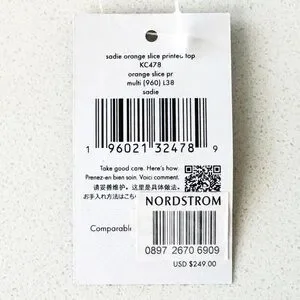 sadie orange slice printed top
KC478
orange slice pr
multi (960) L38
sadie
1 96021 32478 9
Take good care. Here's how.
Prenez-en bien soin. Voici comment.
请妥善维护。这里是具体做法。
お手入れ方法はこちら
NORDSTROM
Comparable
0897 2670 6909
USD $249.00